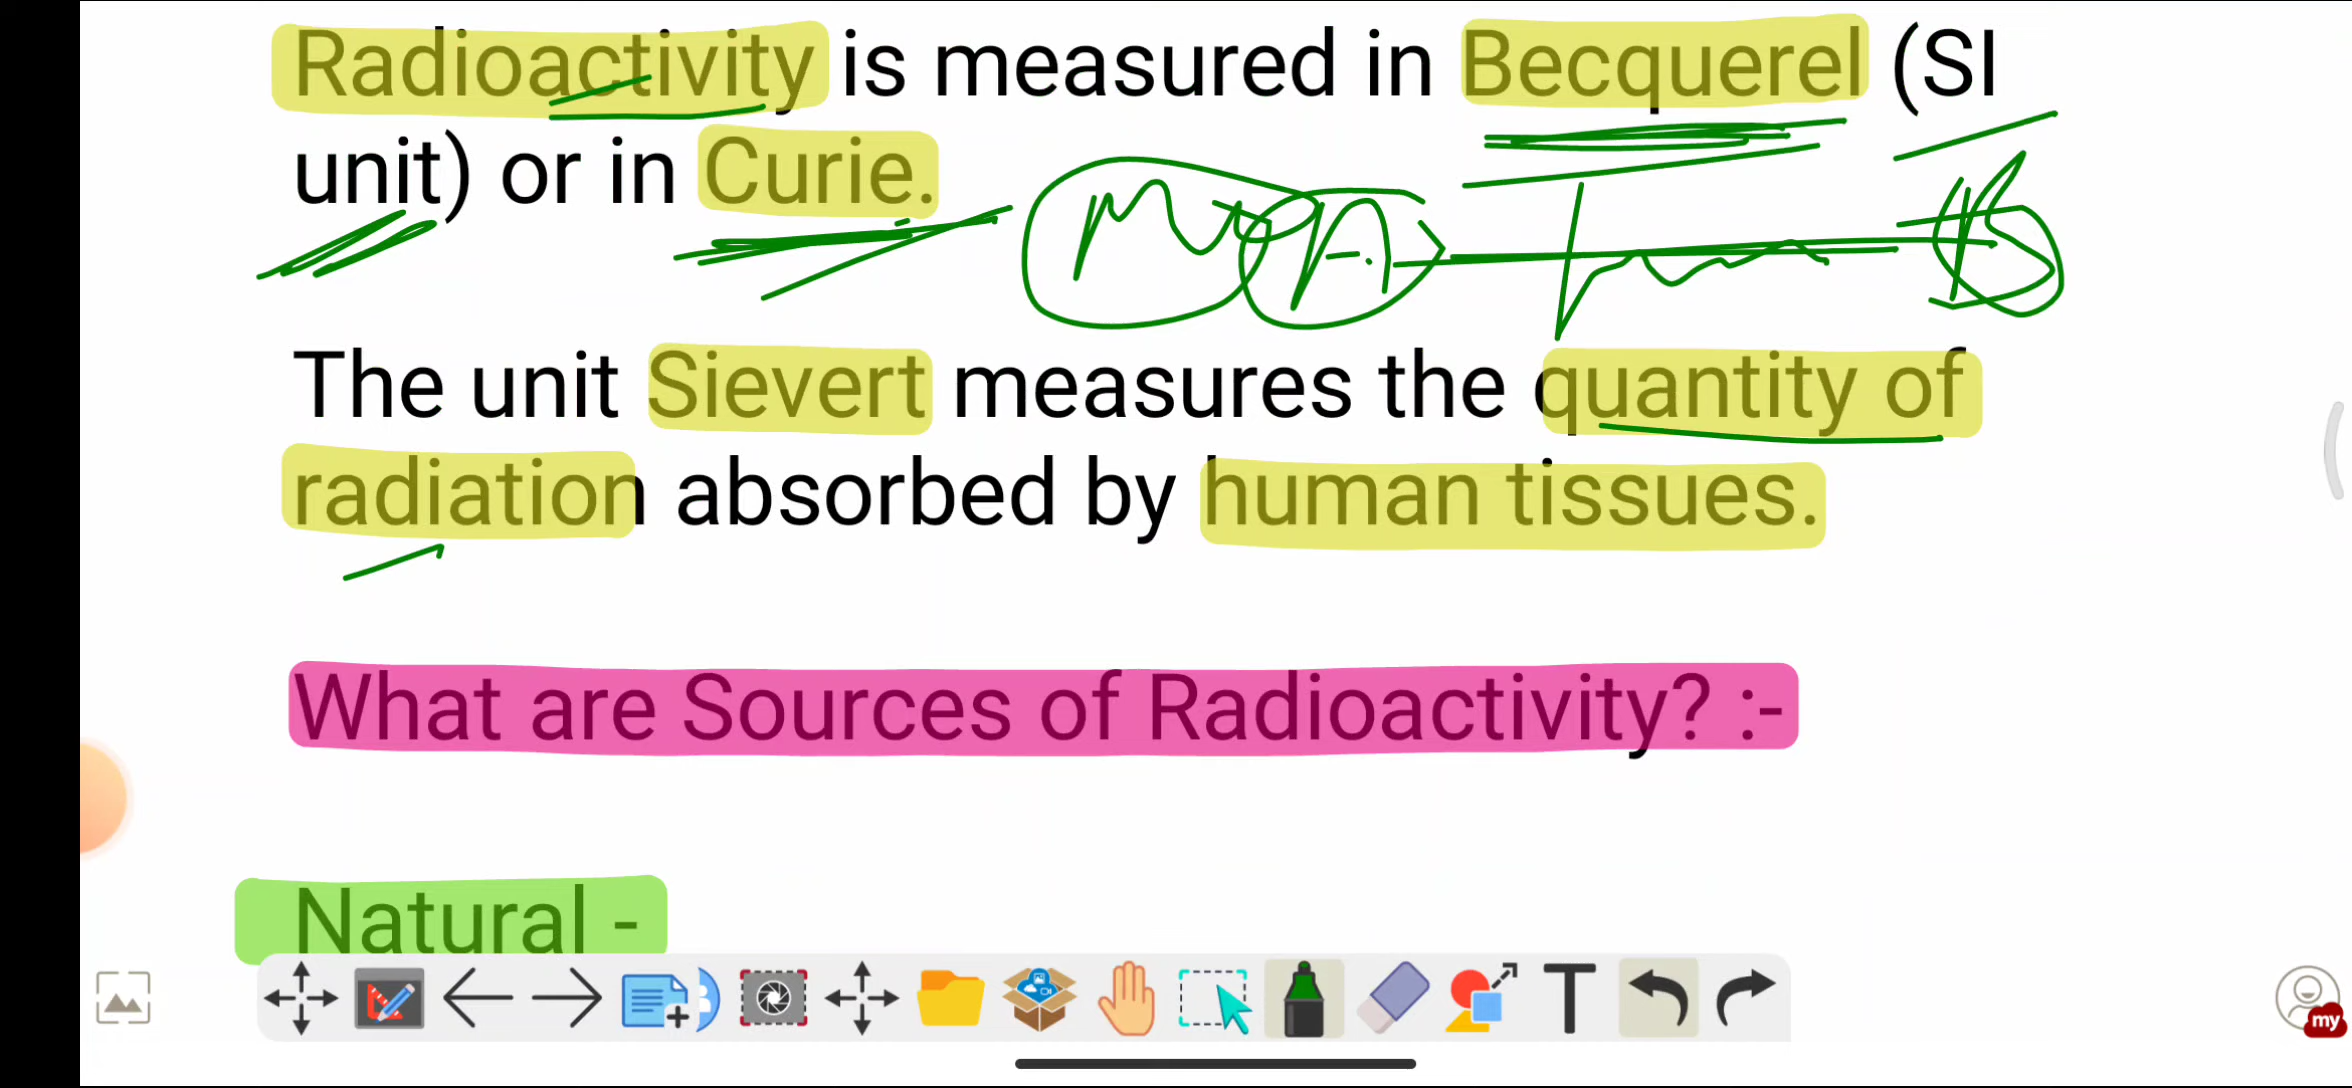 Radioactivity is measured in Becquerel (SI
unit) or in Curie.
The unit Sievert measures the quantity of
radiation absorbed by human tissues.
What are Sources of Radioactivity? :-
Natural -
T
my